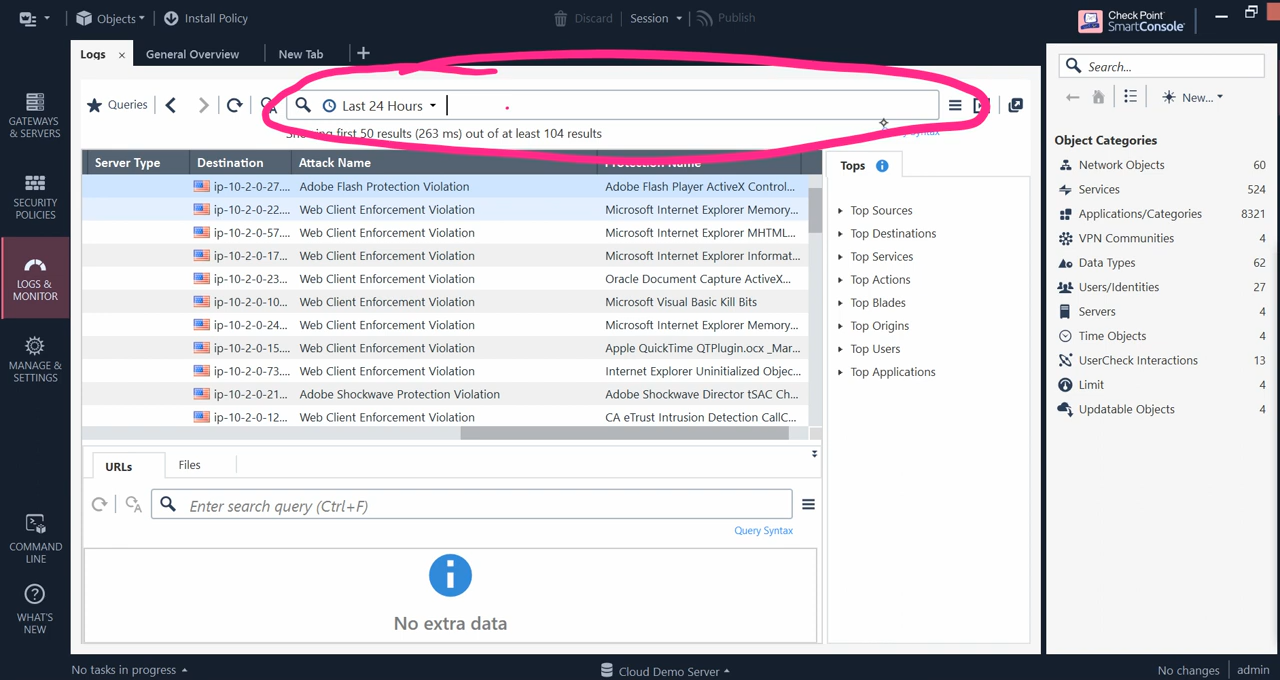 Objects
Install Policy
Discard
Session
Publish
Check Point
SmartConsole
Logs
General Overview
New Tab
Queries
Last 24 Hours
Showing first 50 results (263 ms) out of at least 104 results
Syntax
Server Type Destination Attack Name Protection Name
ip-10-2-0-27.... Adobe Flash Protection Violation Adobe Flash Player ActiveX Control...
ip-10-2-0-22.... Web Client Enforcement Violation Microsoft Internet Explorer Memory...
ip-10-2-0-57.... Web Client Enforcement Violation Microsoft Internet Explorer MHTML...
ip-10-2-0-17... Web Client Enforcement Violation Microsoft Internet Explorer Informat...
ip-10-2-0-23... Web Client Enforcement Violation Oracle Document Capture ActiveX...
ip-10-2-0-10... Web Client Enforcement Violation Microsoft Visual Basic Kill Bits
ip-10-2-0-24... Web Client Enforcement Violation Microsoft Internet Explorer Memory...
ip-10-2-0-15.... Web Client Enforcement Violation Apple QuickTime QTPlugin.ocx _Mar...
ip-10-2-0-73.... Web Client Enforcement Violation Internet Explorer Uninitialized Objec...
ip-10-2-0-21... Adobe Shockwave Protection Violation Adobe Shockwave Director tSAC Ch...
ip-10-2-0-12... Web Client Enforcement Violation CA eTrust Intrusion Detection CallC...
Tops
Top Sources
Top Destinations
Top Services
Top Actions
Top Blades
Top Origins
Top Users
Top Applications
URLs
Files
Enter search query (Ctrl+F)
Query Syntax
No extra data
GATEWAYS
& SERVERS
SECURITY
POLICIES
LOGS &
MONITOR
MANAGE &
SETTINGS
COMMAND
LINE
WHAT'S
NEW
Search...
New...
Object Categories
Network Objects 60
Services 524
Applications/Categories 8321
VPN Communities 4
Data Types 62
Users/Identities 27
Servers 4
Time Objects 4
UserCheck Interactions 13
Limit 4
Updatable Objects 4
No tasks in progress
Cloud Demo Server
No changes
admin